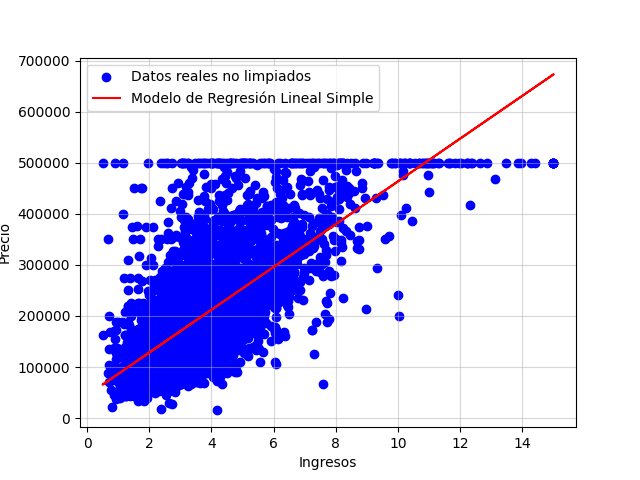 Datos reales no limpiados
Modelo de Regresión Lineal Simple
700000
600000
500000
400000
300000
200000
100000
0
Precio
0 2 4 6 8 10 12 14
Ingresos